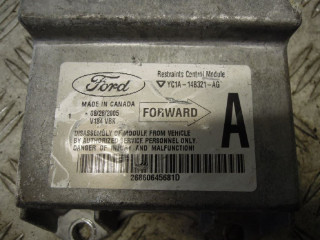 Ford
Restraints Control Module
YC1A-14B321-AG
MADE IN CANADA
FORWARD
A
DISASSEMBLY OF MODULE FROM VEHICLE
BY AUTHORIZED SERVICE PERSONNEL ONLY.
DANGER OF INJURY AND MALFUNCTION!